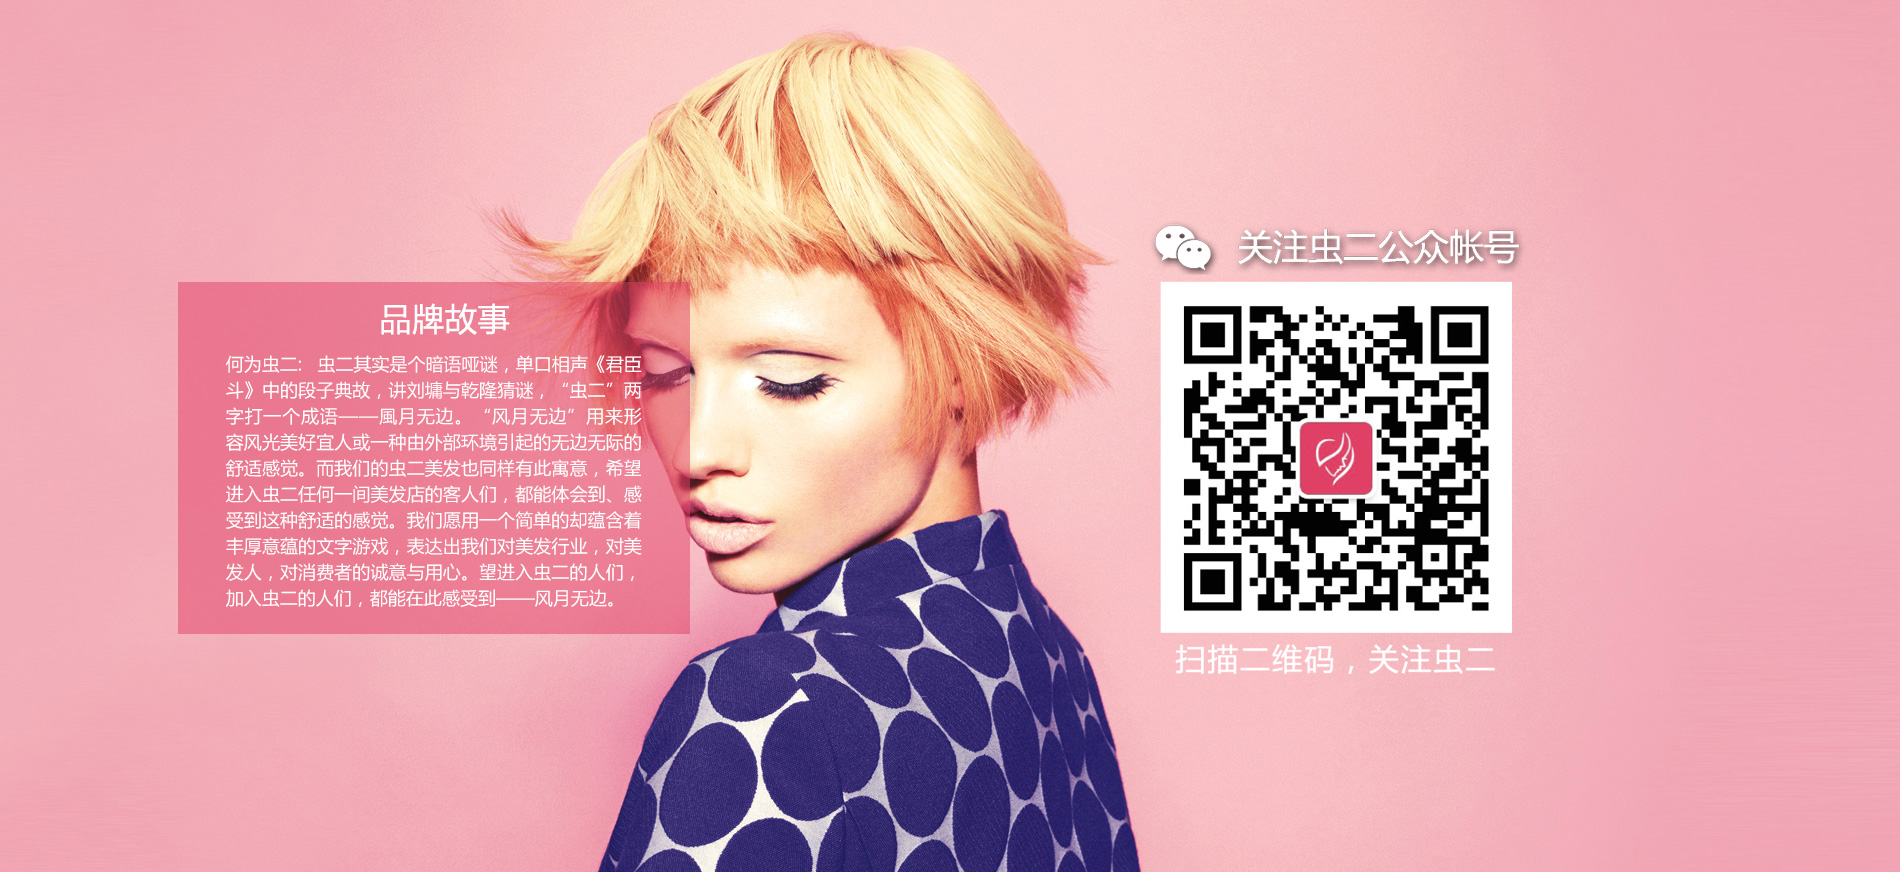 品牌故事
何为虫二:　虫二其实是个暗语哑谜，单口相声《君臣
斗》中的段子典故，讲刘墉与乾隆猜谜，“虫二”两
字打一个成语——風月无边。“风月无边”用来形
容风光美好宜人或一种由外部环境引起的无边无际的
舒适感觉。而我们的虫二美发也同样有此寓意，希望
进入虫二任何一间美发店的客人们，都能体会到、感
受到这种舒适的感觉。我们愿用一个简单的却蕴含着
丰厚意蕴的文字游戏，表达出我们对美发行业，对美
发人，对消费者的诚意与用心。望进入虫二的人们，
加入虫二的人们，都能在此感受到——风月无边。
关注虫二公众帐号
扫描二维码，关注虫二